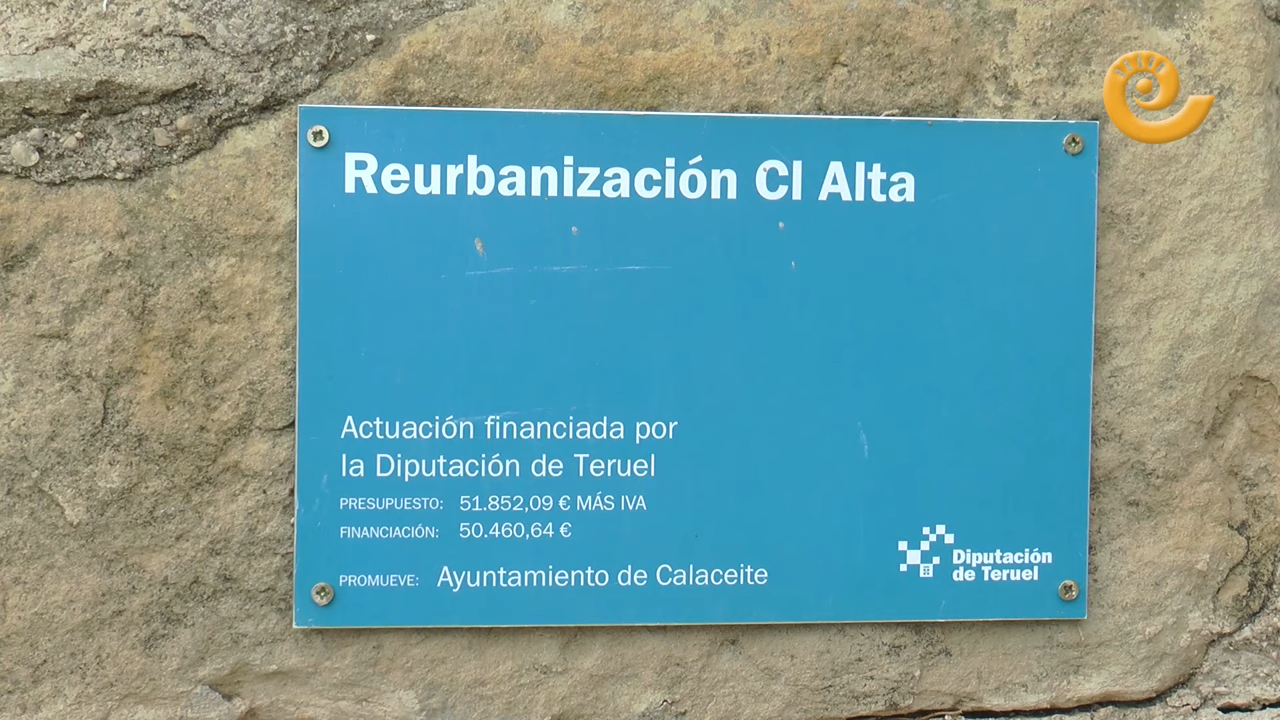 Reurbanización Cl Alta
Actuación financiada por
la Diputación de Teruel
PRESUPUESTO: 51.852,09 € MÁS IVA
FINANCIACIÓN: 50.460,64 €
PROMUEVE: Ayuntamiento de Calaceite
Diputación
de Teruel